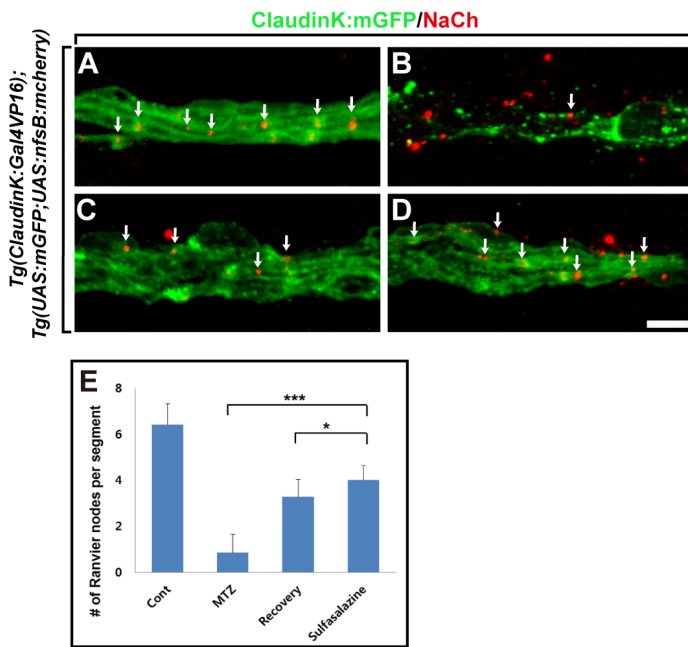 ClaudinK:mGFP/NaCh
Tg(ClaudinK:Gal4VP16);
Tg(UAS:mGFP;UAS:nfsB:mcherry)
A
B
C
D
E
# of Ranvier nodes per segment
8
6
4
2
0
***
*
Cont
MTZ
Recovery
Sulfasalazine